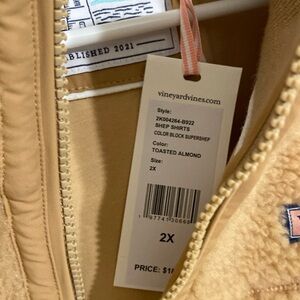 ESTABLISHED 2021
vineyardvines.com
Style:
2K004264-B922
SHEP SHIRTS
COLOR BLOCK SUPERSHEP
Color:
TOASTED ALMOND
Size:
2X
2X
PRICE: $1